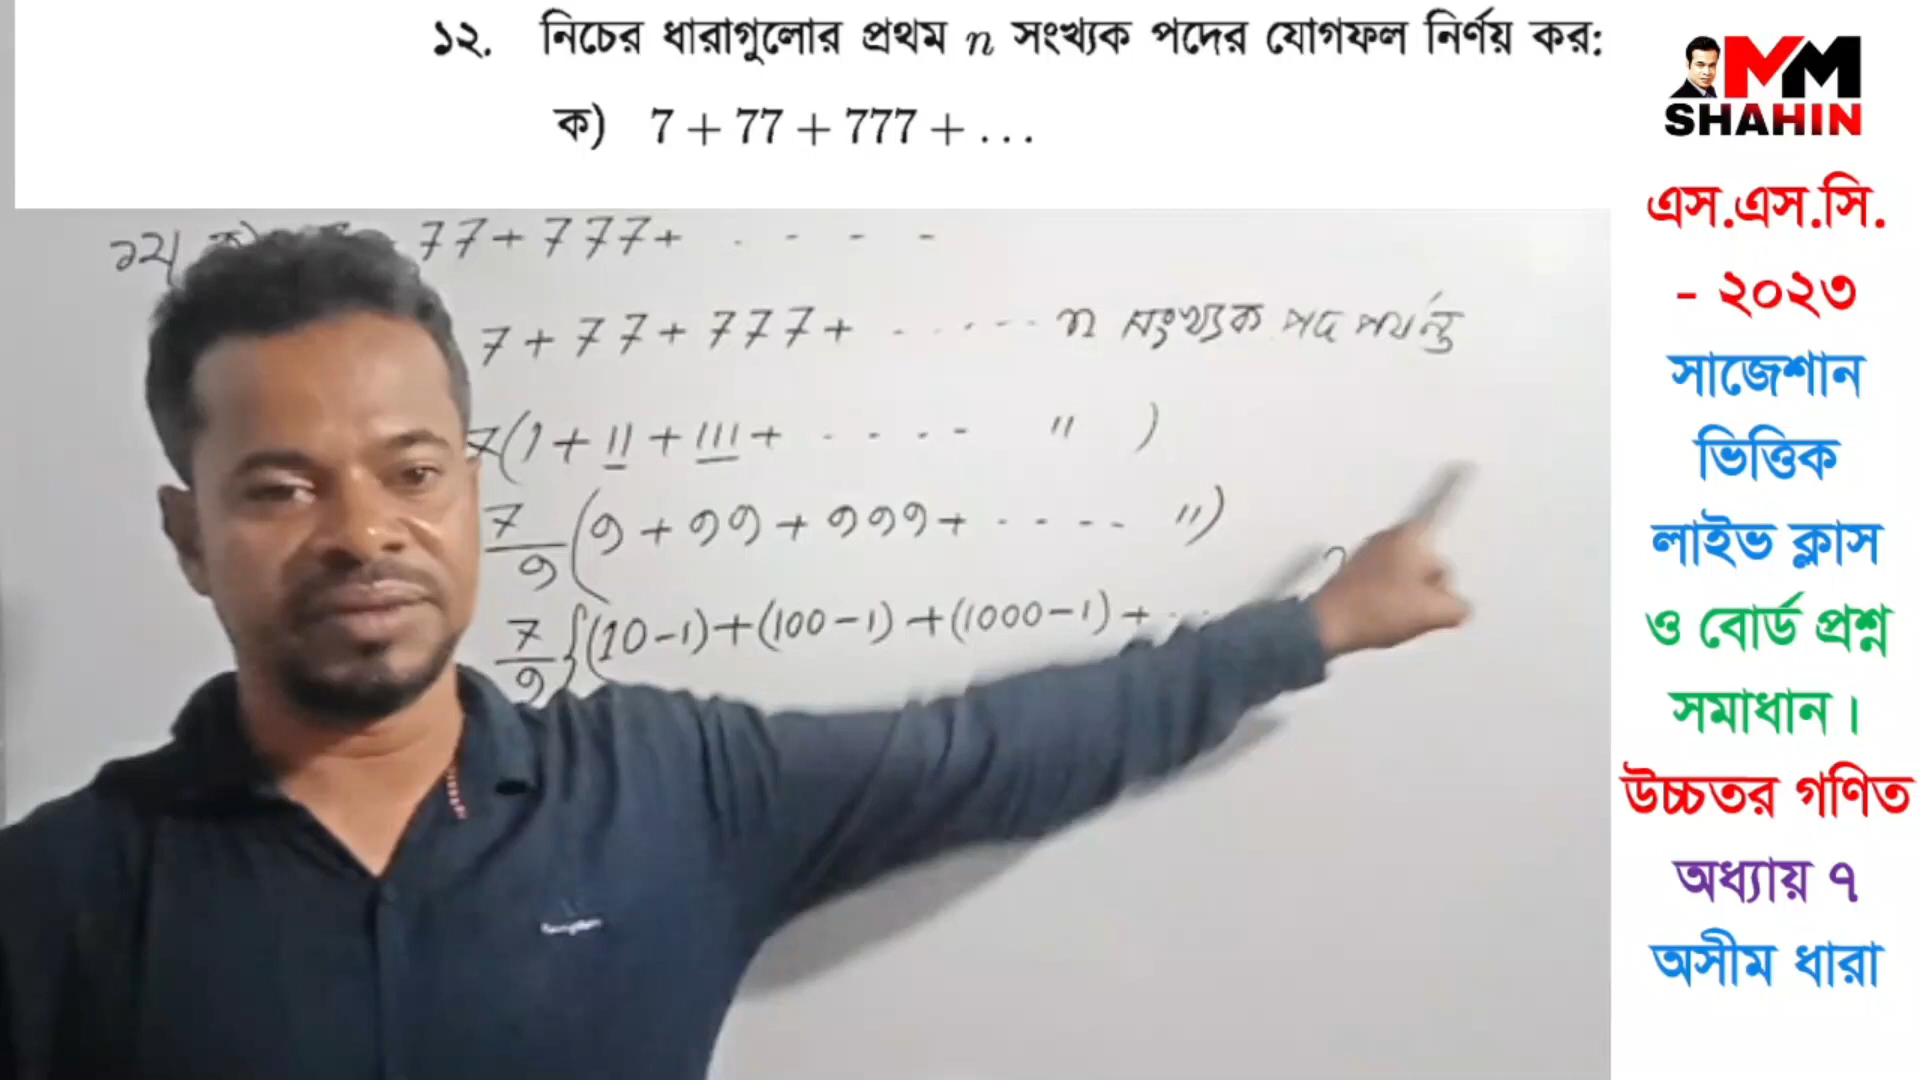 ১২. নিচের ধারাগুলোর প্রথম n সংখ্যক পদের যোগফল নির্ণয় কর:
ক) 7 + 77 + 777 + ...
১২। 77 + 777 + . - - -
7 + 77 + 777 + . . - . - - - n সংখ্যক পদ পর্যন্ত
7(1 + 11 + 111 + . - . - - " )
7/9 (9 + 99 + 999 + . - - - ")
7/9 {(10-1) + (100-1) + (1000-1) + . . .
MM
SHAHIN
এস.এস.সি.
- ২০২৩
সাজেশান
ভিত্তিক
লাইভ ক্লাস
ও বোর্ড প্রশ্ন
সমাধান।
উচ্চতর গণিত
অধ্যায় ৭
অসীম ধারা